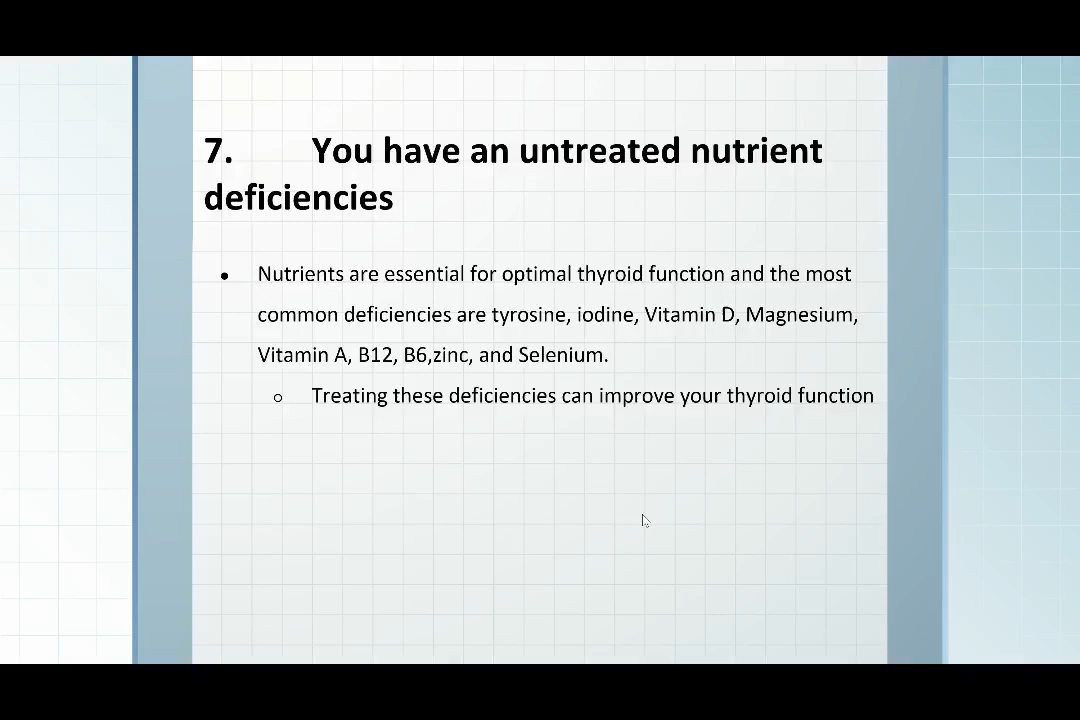 7. You have an untreated nutrient
deficiencies
• Nutrients are essential for optimal thyroid function and the most
common deficiencies are tyrosine, iodine, Vitamin D, Magnesium,
Vitamin A, B12, B6,zinc, and Selenium.
o Treating these deficiencies can improve your thyroid function